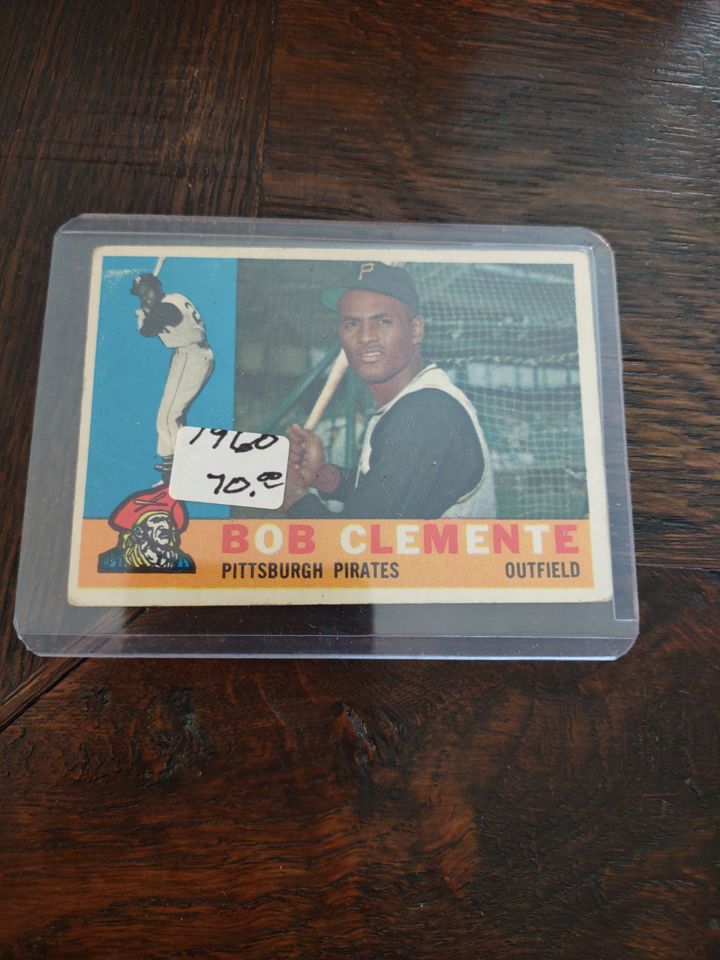 P
1960
70.00
BOB CLEMENTE
PITTSBURGH PIRATES OUTFIELD